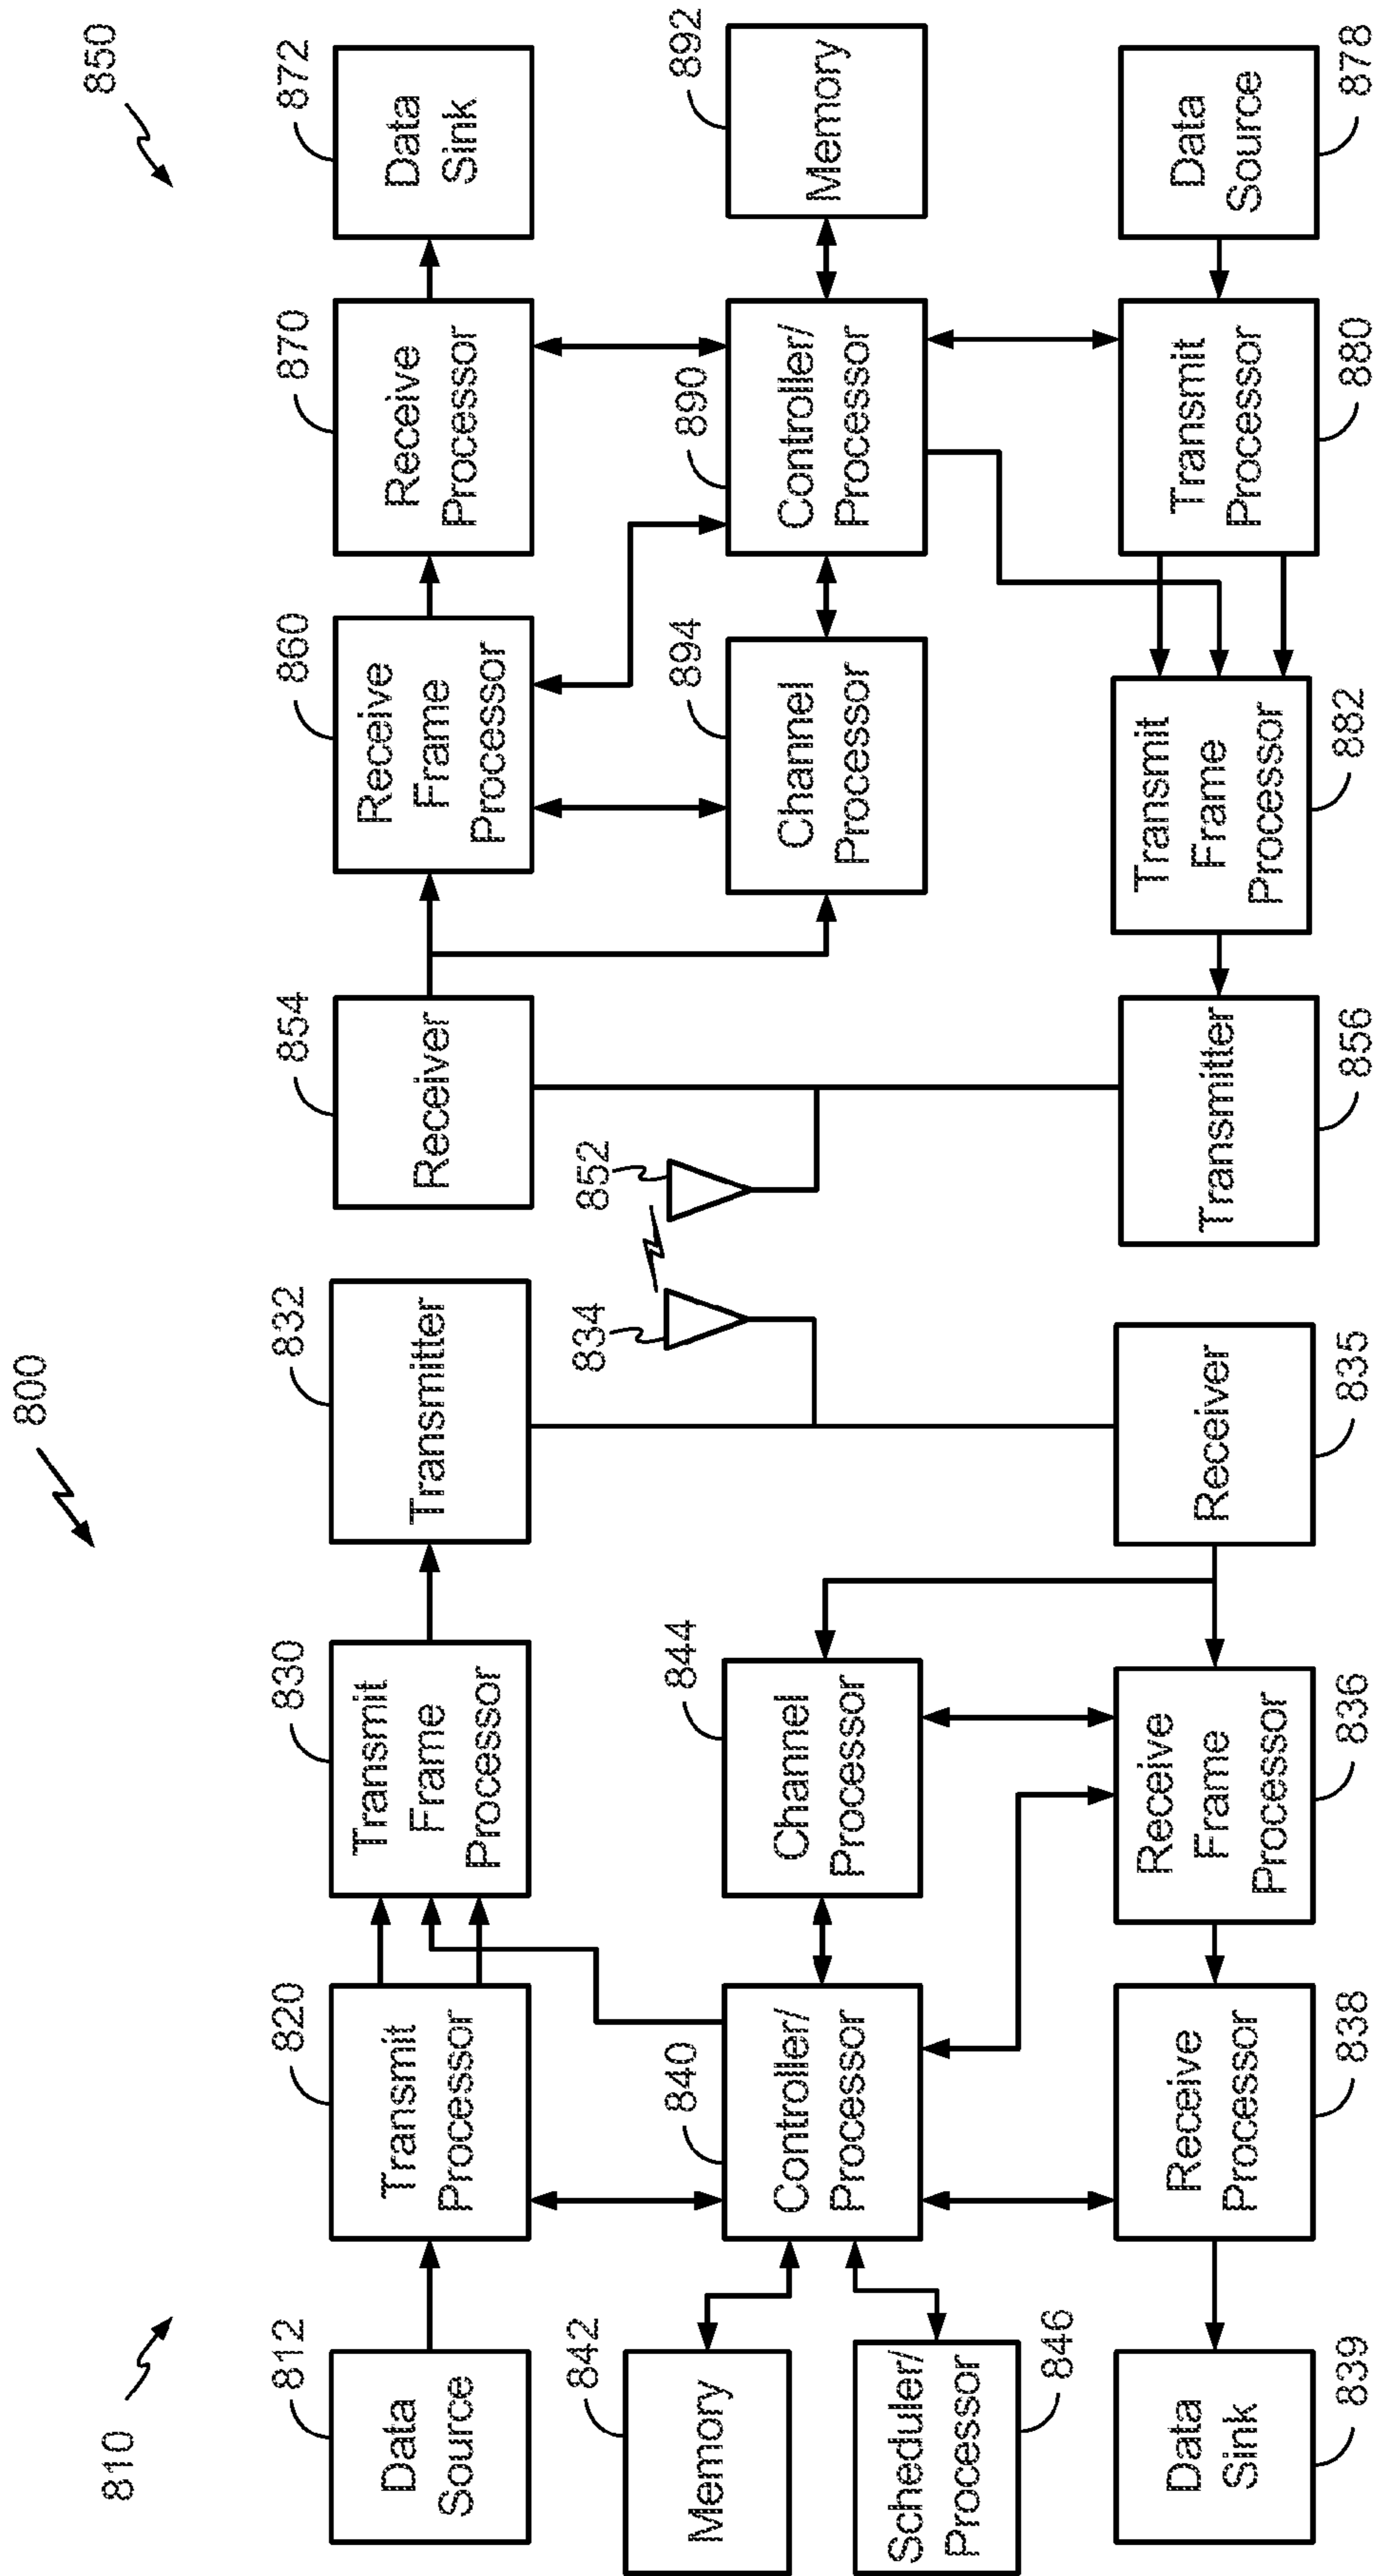 800
810
850
812
Data
Source
820
Transmit
Processor
830
Transmit
Frame
Processor
832
Transmitter
854
Receiver
860
Receive
Frame
Processor
870
Receive
Processor
872
Data
Sink
842
Memory
840
Controller/
Processor
844
Channel
Processor
834
852
894
Channel
Processor
890
Controller/
Processor
892
Memory
Scheduler/
Processor
846
Data
Sink
839
Receive
Processor
838
Receive
Frame
Processor
836
Receiver
835
Transmitter
856
Transmit
Frame
Processor
882
Transmit
Processor
880
Data
Source
878